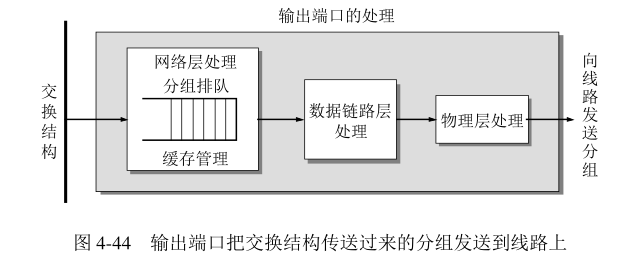 输出端口的处理
交换结构
网络层处理
分组排队
缓存管理
数据链路层
处理
物理层处理
向线路发送分组
图 4-44 输出端口把交换结构传送过来的分组发送到线路上